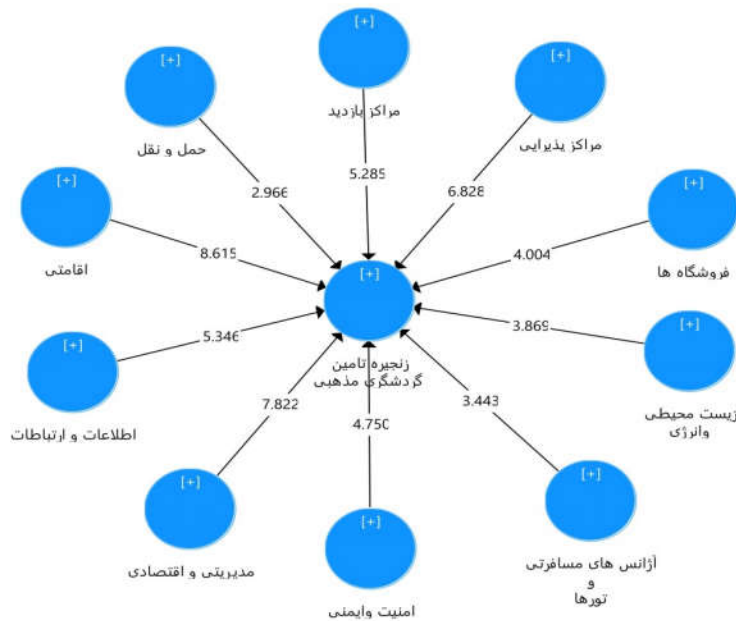 [+]
مراکز بازدید
[+]
مراکز پذیرایی
[+]
حمل و نقل
5.285
6.828
2.966
[+]
فروشگاه ها
4.004
[+]
اقامتی
8.615
[+]
زنجیره تامین
گردشگری مذهبی
[+]
زیست محیطی
وانرژی
3.869
[+]
اطلاعات و ارتباطات
5.346
7.822
4.750
3.443
[+]
مدیریتی و اقتصادی
[+]
امنیت وایمنی
[+]
آژانس های مسافرتی
و
تورها